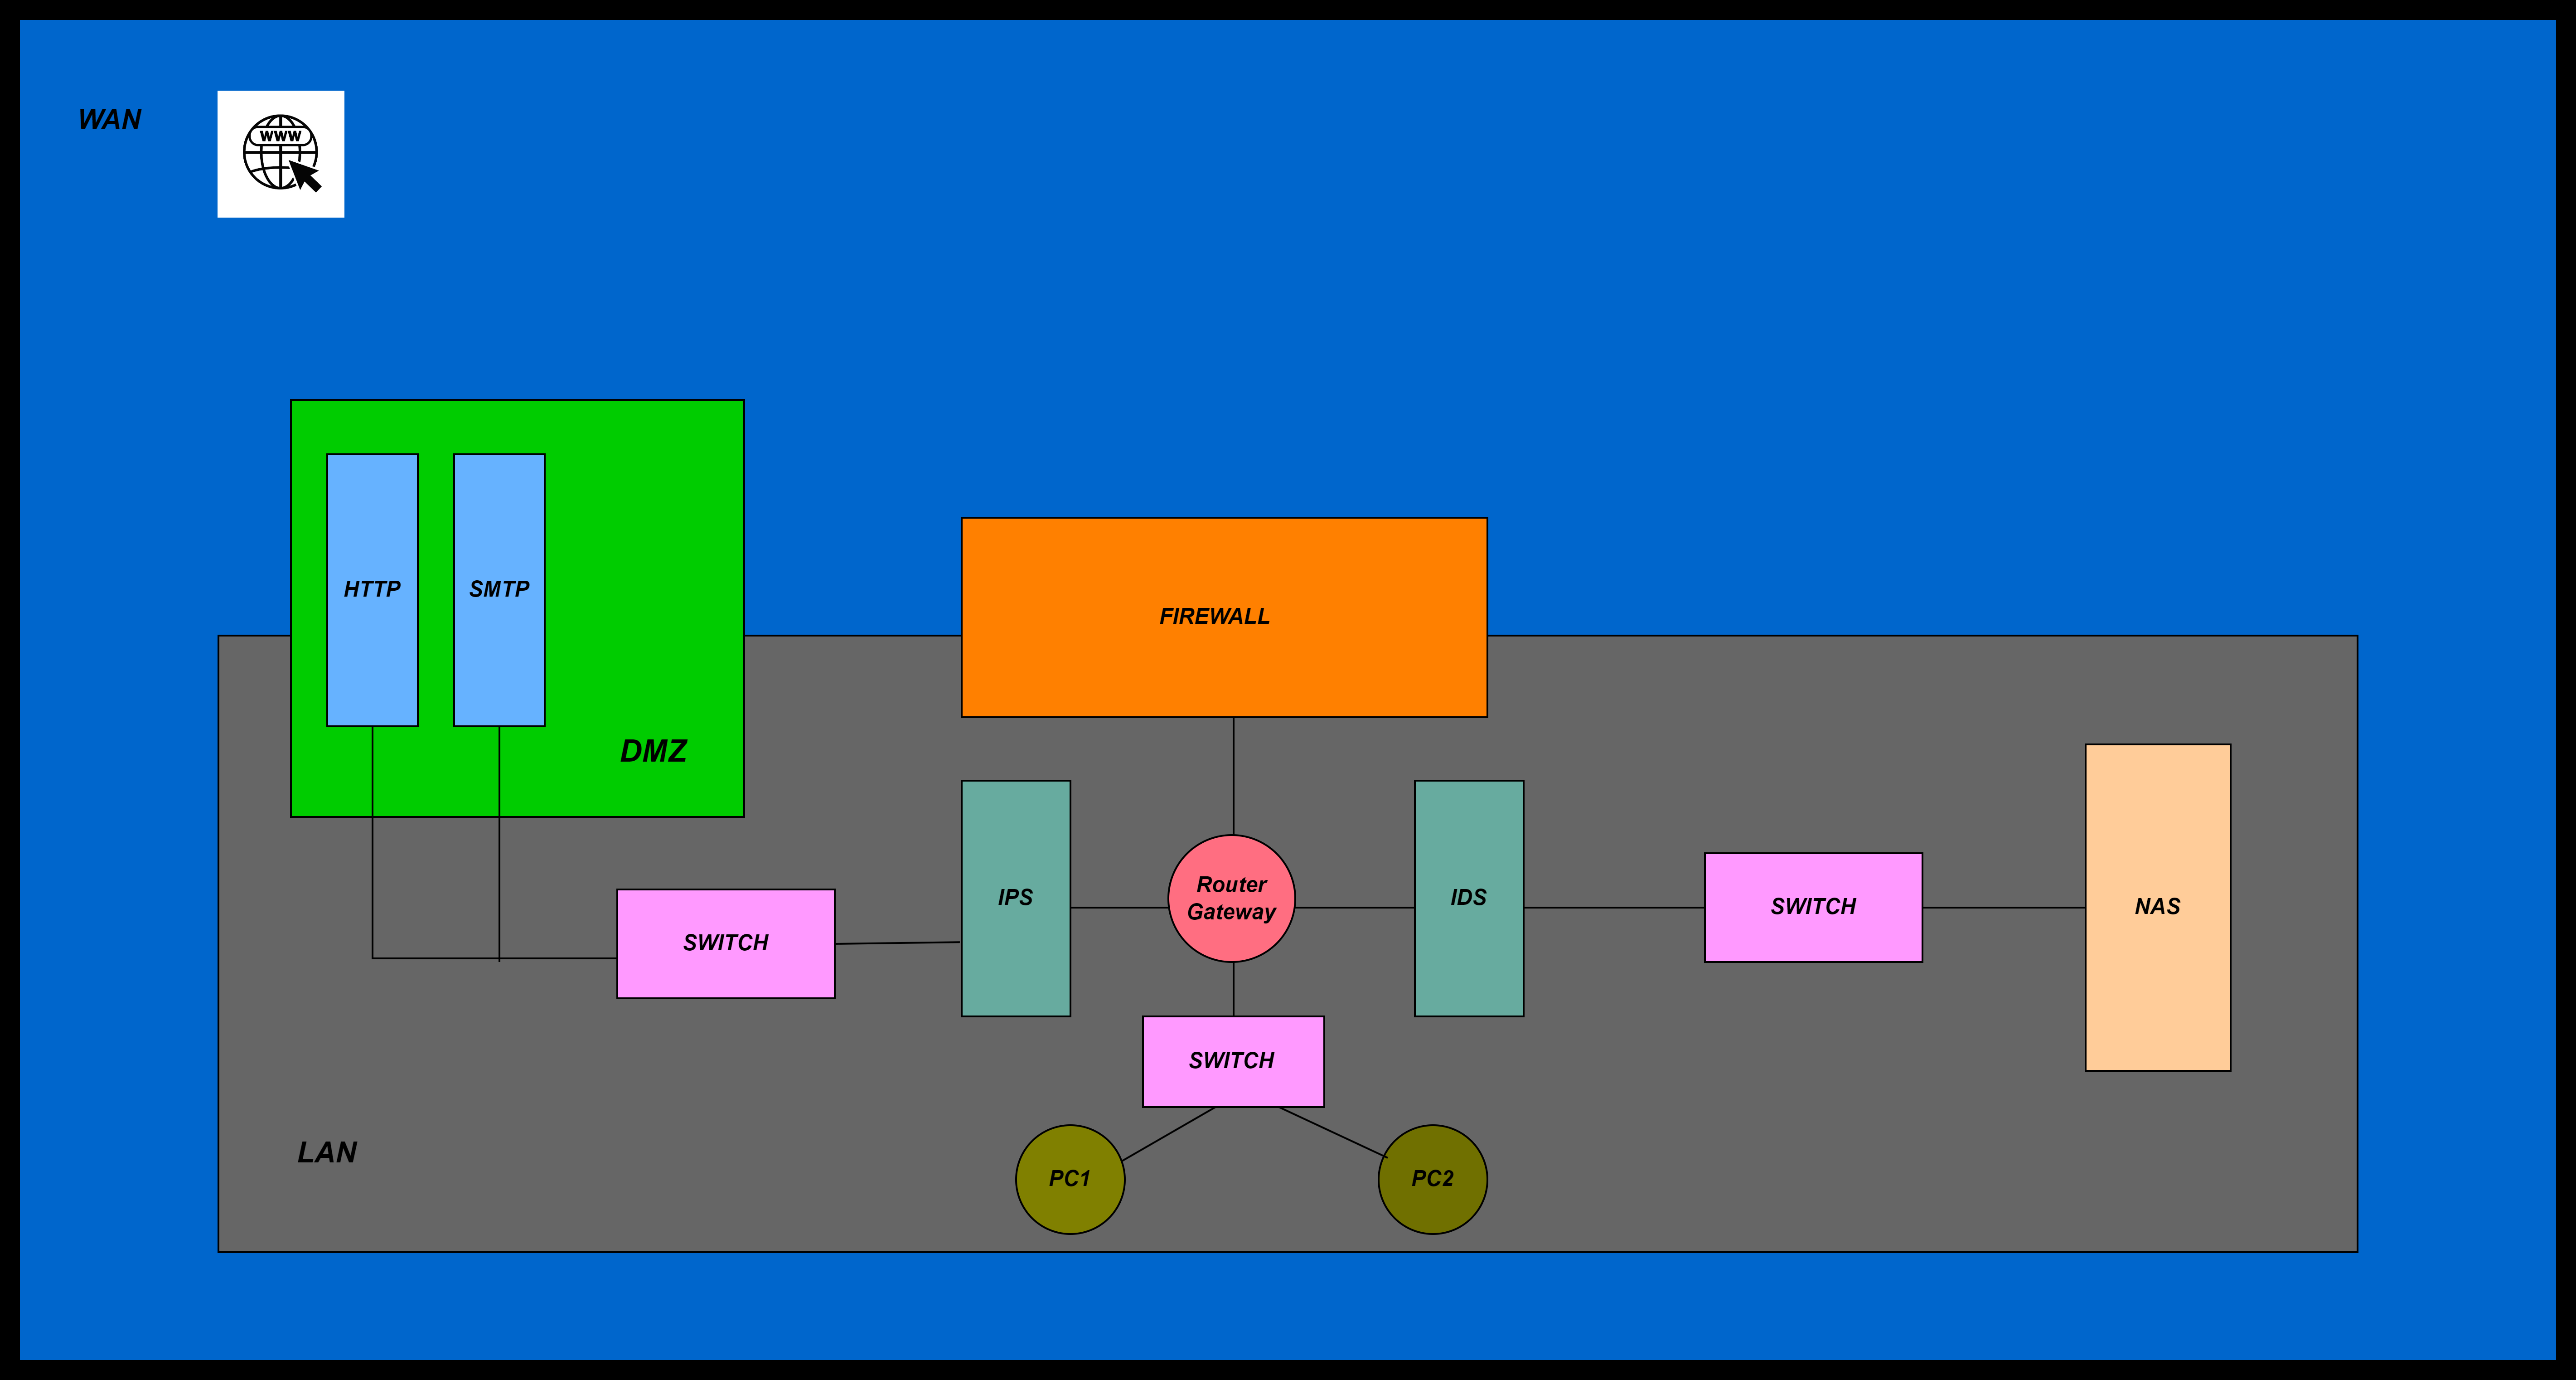 WAN
WWW
HTTP
SMTP
DMZ
FIREWALL
IPS
Router
Gateway
IDS
SWITCH
SWITCH
NAS
SWITCH
LAN
PC1
PC2